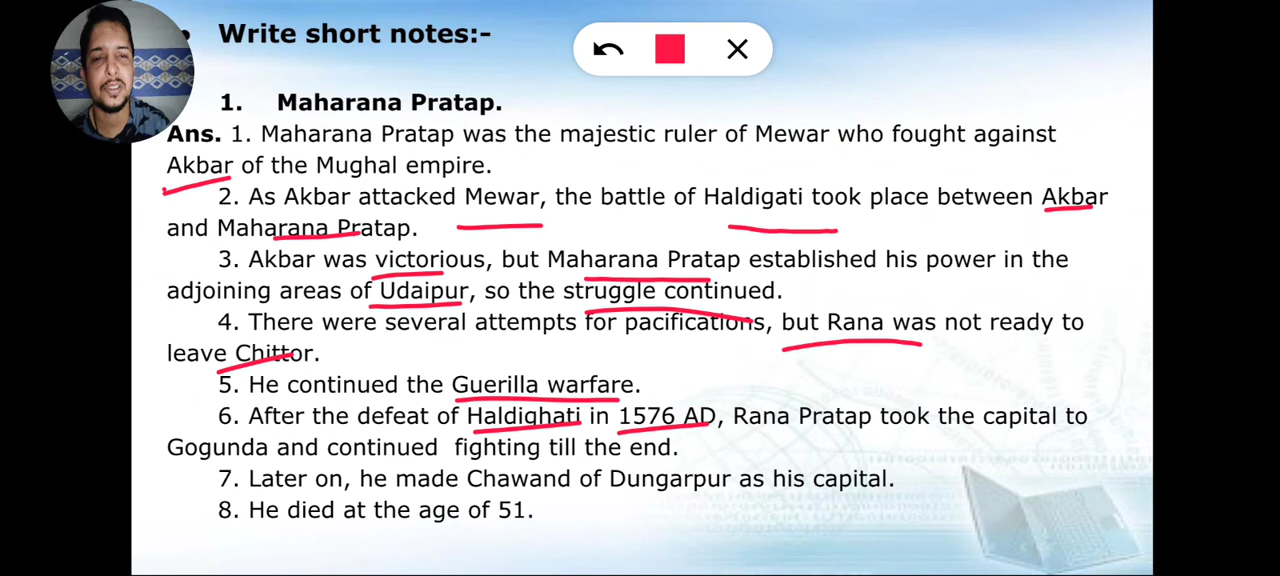 Write short notes:-
1. Maharana Pratap.
Ans. 1. Maharana Pratap was the majestic ruler of Mewar who fought against
Akbar of the Mughal empire.
2. As Akbar attacked Mewar, the battle of Haldigati took place between Akbar
and Maharana Pratap.
3. Akbar was victorious, but Maharana Pratap established his power in the
adjoining areas of Udaipur, so the struggle continued.
4. There were several attempts for pacifications, but Rana was not ready to
leave Chittor.
5. He continued the Guerilla warfare.
6. After the defeat of Haldighati in 1576 AD, Rana Pratap took the capital to
Gogunda and continued fighting till the end.
7. Later on, he made Chawand of Dungarpur as his capital.
8. He died at the age of 51.